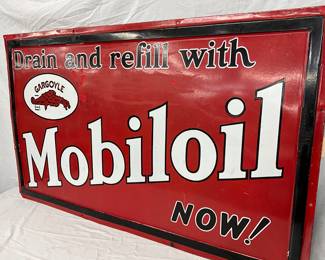 Drain and refill with
GARGOYLE
Mobiloil
NOW!